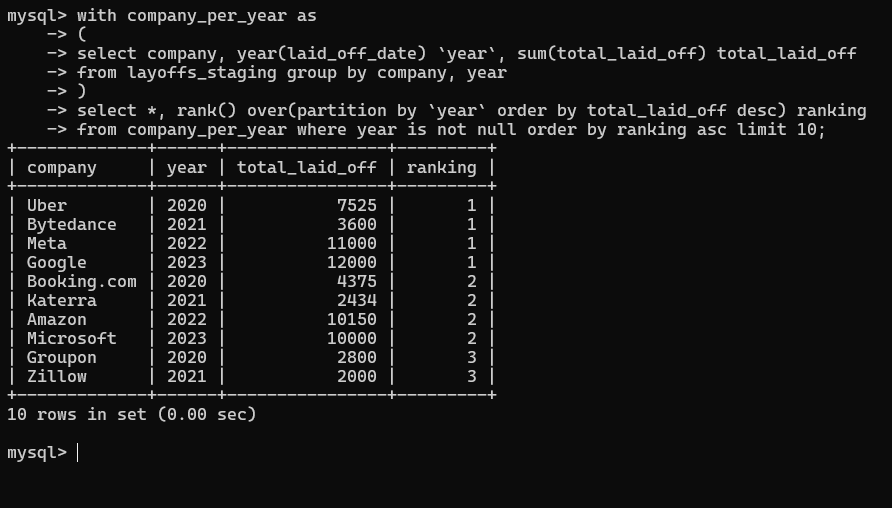 mysql> with company_per_year as
    -> (
    -> select company, year(laid_off_date) `year`, sum(total_laid_off) total_laid_off
    -> from layoffs_staging group by company, year
    -> )
    -> select *, rank() over(partition by `year` order by total_laid_off desc) ranking
    -> from company_per_year where year is not null order by ranking asc limit 10;
+-------------+------+----------------+---------+
| company     | year | total_laid_off | ranking |
+-------------+------+----------------+---------+
| Uber        | 2020 |           7525 |       1 |
| Bytedance   | 2021 |           3600 |       1 |
| Meta        | 2022 |          11000 |       1 |
| Google      | 2023 |          12000 |       1 |
| Booking.com | 2020 |           4375 |       2 |
| Katerra     | 2021 |           2434 |       2 |
| Amazon      | 2022 |          10150 |       2 |
| Microsoft   | 2023 |          10000 |       2 |
| Groupon     | 2020 |           2800 |       3 |
| Zillow      | 2021 |           2000 |       3 |
+-------------+------+----------------+---------+
10 rows in set (0.00 sec)
mysql>